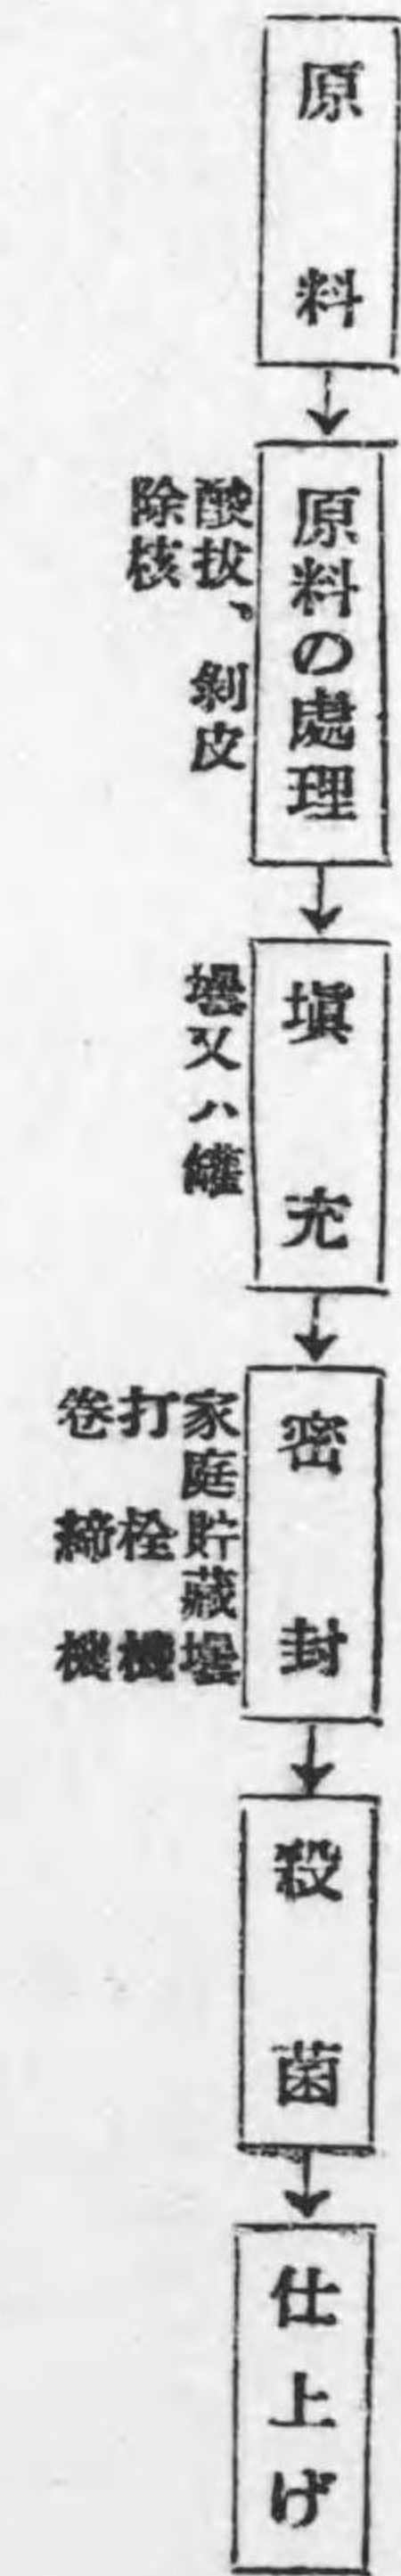 原料
原料の處理
酸拔、剝皮
除核
塡充
壜又ハ罐
密封
家庭貯藏壜
打栓機
卷締機
殺菌
仕上げ